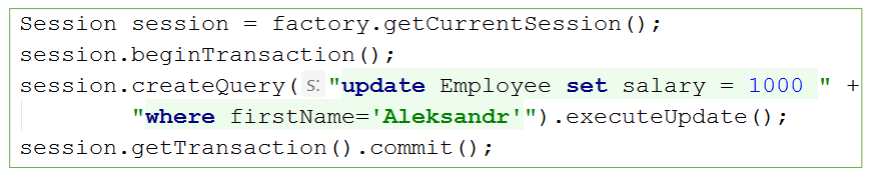 Session session = factory.getCurrentSession();
session.beginTransaction();
session.createQuery( s: "update Employee set salary = 1000 " +
"where firstName='Aleksandr'").executeUpdate();
session.getTransaction().commit();